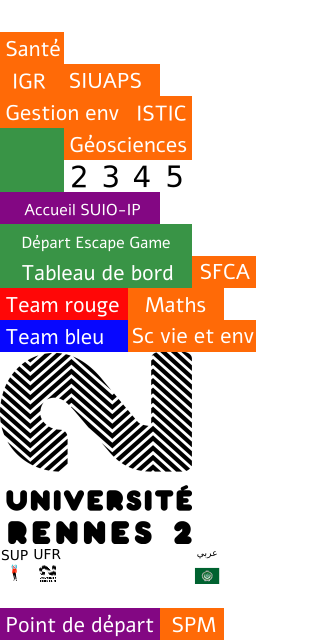 Santé
IGR SIUAPS
Gestion env ISTIC
Géosciences
2 3 4 5
Accueil SUIO-IP
Départ Escape Game
Tableau de bord SFCA
Team rouge Maths
Team bleu Sc vie et env
UNIVERSITÉ
RENNES 2
SUP UFR عربي
Point de départ SPM